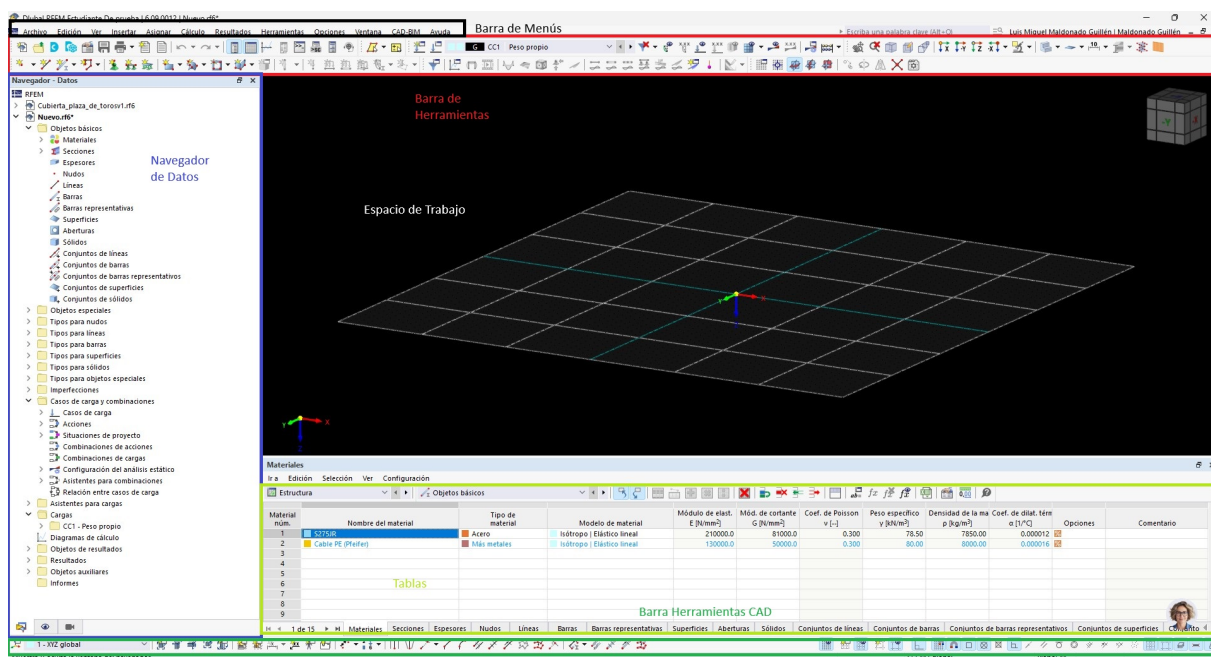 Dlubal RFEM Estudiante De prueba | 6.09.0012 | Nuevo.rf6*
Archivo Edición Ver Insertar Asignar Cálculo Resultados Herramientas Opciones Ventana CAD-BIM Ayuda
Barra de Menús
Escriba una palabra clave (Alt+Q)
Luis Miguel Maldonado Guillén | Maldonado Guillén
G CC1 Peso propio
Navegador - Datos
RFEM
Cubierta_plaza_de_torosv1.rf6
Nuevo.rf6*
Objetos básicos
Materiales
Secciones
Espesores
Nudos
Líneas
Barras
Barras representativas
Superficies
Aberturas
Sólidos
Conjuntos de líneas
Conjuntos de barras
Conjuntos de barras representativos
Conjuntos de superficies
Conjuntos de sólidos
Objetos especiales
Tipos para nudos
Tipos para líneas
Tipos para barras
Tipos para superficies
Tipos para sólidos
Tipos para objetos especiales
Imperfecciones
Casos de carga y combinaciones
Casos de carga
Acciones
Situaciones de proyecto
Combinaciones de acciones
Combinaciones de cargas
Configuración del análisis estático
Asistentes para combinaciones
Relación entre casos de carga
Asistentes para cargas
Cargas
CC1 - Peso propio
Diagramas de cálculo
Objetos de resultados
Resultados
Objetos auxiliares
Informes
Navegador
de Datos
Barra de
Herramientas
Espacio de Trabajo
-Y
X
Y
Z
X
Y
Z
Materiales
Ir a Edición Selección Ver Configuración
Estructura
Objetos básicos
Material núm. Nombre del material Tipo de material Modelo de material Módulo de elast. E [N/mm²] Mód. de cortante G [N/mm²] Coef. de Poisson ν [--] Peso específico γ [kN/m³] Densidad de la ma ρ [kg/m³] Coef. de dilat. térn α [1/°C] Opciones Comentario
1 S275JR Acero Isótropo | Elástico lineal 210000.0 81000.0 0.300 78.50 7850.00 0.000012
2 Cable PE (Pfeifer) Más metales Isótropo | Elástico lineal 130000.0 50000.0 0.300 80.00 8000.00 0.000016
3
4
5
6
7
8
9
Tablas
Barra Herramientas CAD
1 de 15 Materiales Secciones Espesores Nudos Líneas Barras Barras representativas Superficies Aberturas Sólidos Conjuntos de líneas Conjuntos de barras Conjuntos de barras representativos Conjuntos de superficies
1 - XYZ global